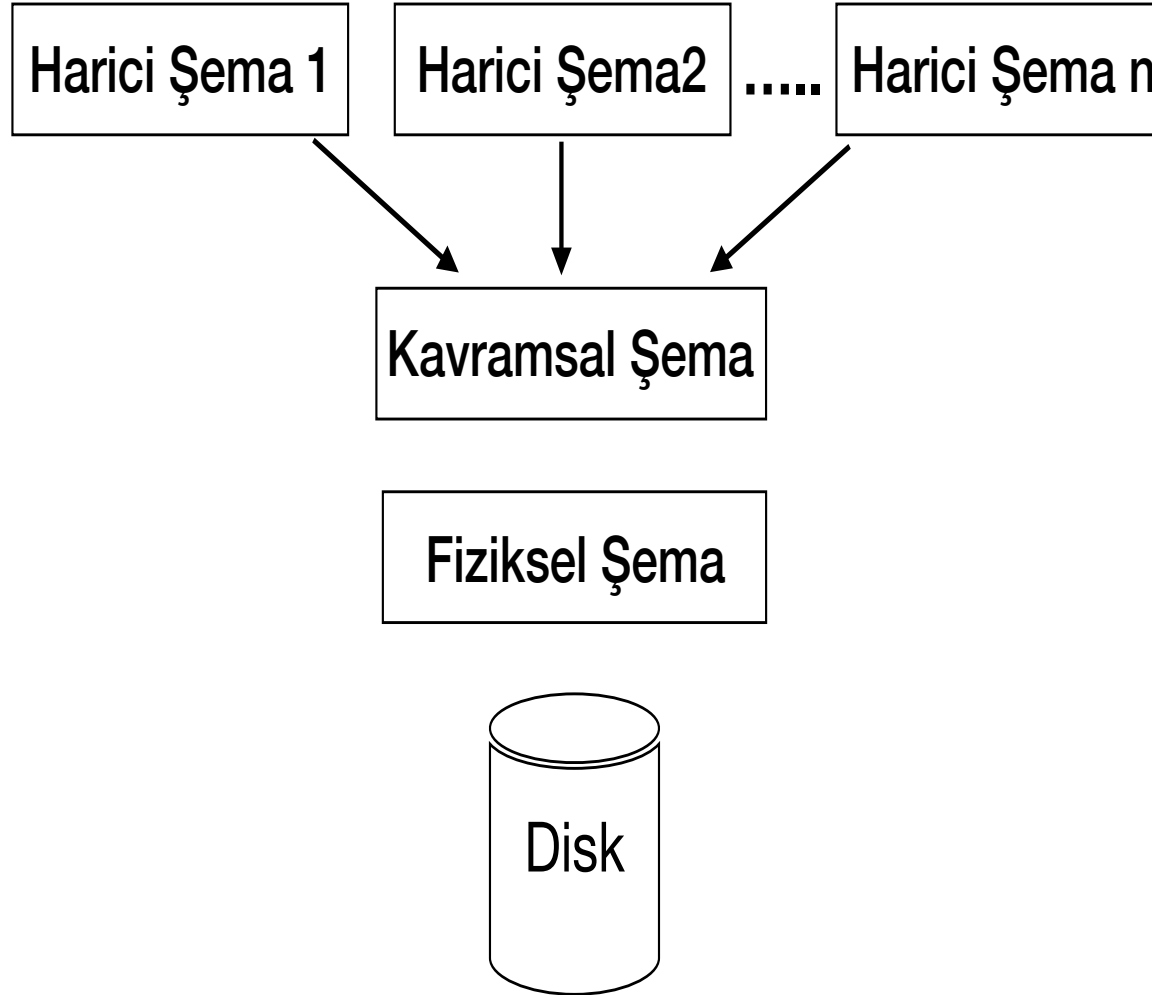 Harici Şema 1 Harici Şema2 ..... Harici Şema n
Kavramsal Şema
Fiziksel Şema
Disk